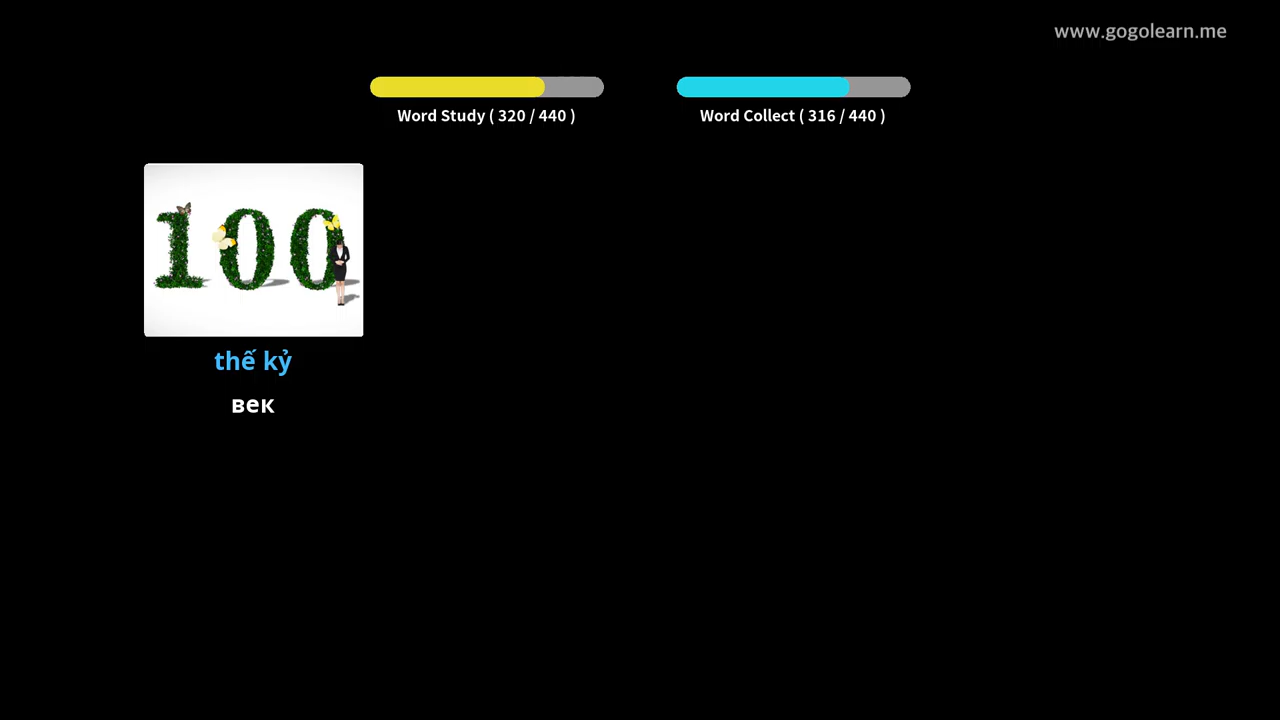 www.gogolearn.me
Word Study ( 320 / 440 )
Word Collect ( 316 / 440 )
100
thế kỷ
век